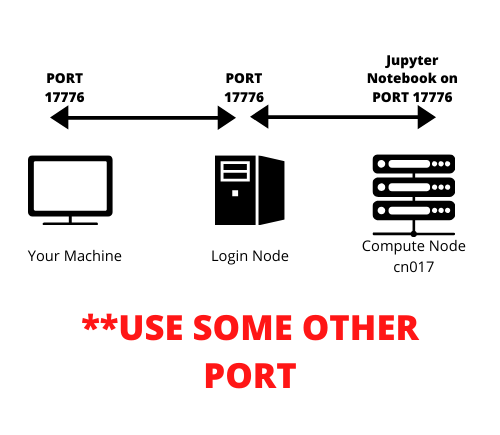 PORT
17776
PORT
17776
Jupyter
Notebook on
PORT 17776
Your Machine
Login Node
Compute Node
cn017
**USE SOME OTHER
PORT